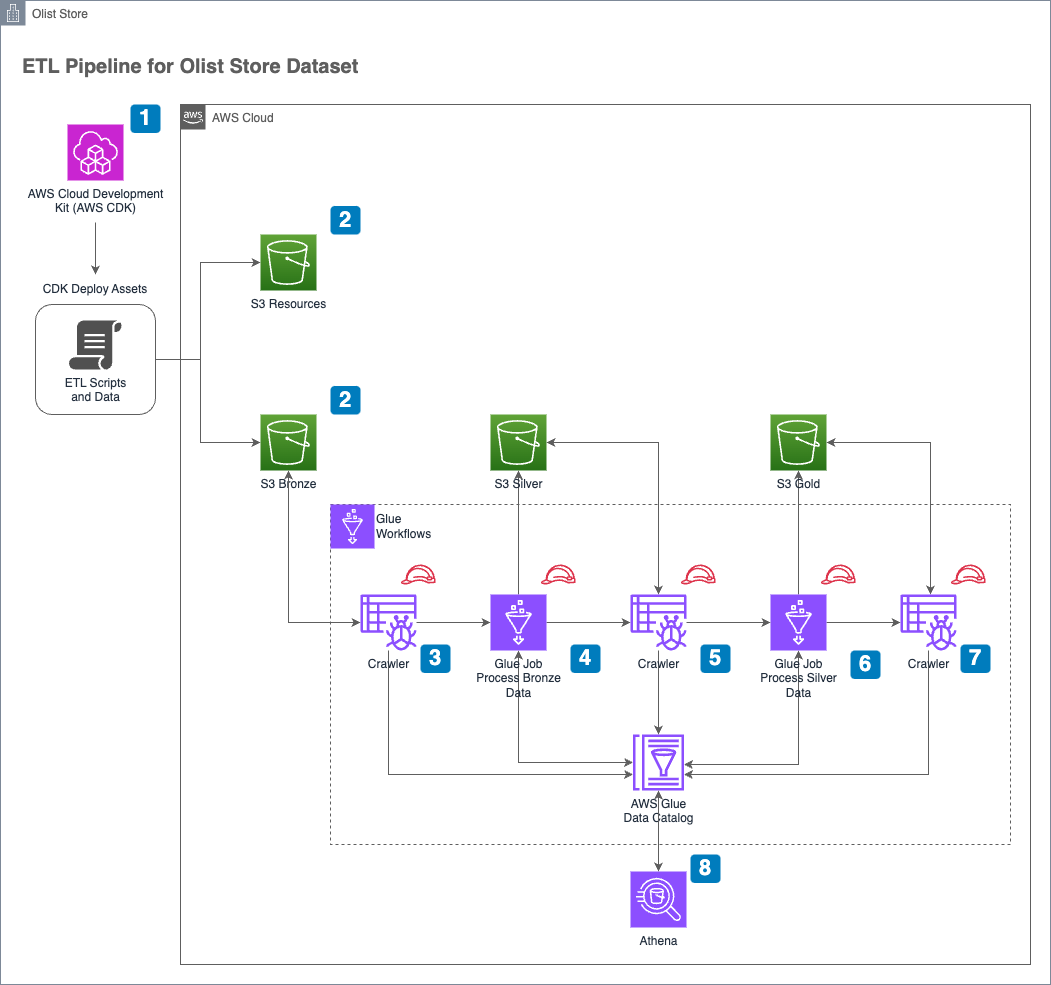 Olist Store
ETL Pipeline for Olist Store Dataset
1
aws
AWS Cloud
AWS Cloud Development
Kit (AWS CDK)
2
S3 Resources
CDK Deploy Assets
ETL Scripts
and Data
2
S3 Bronze
S3 Silver
S3 Gold
Glue
Workflows
Crawler
3
Glue Job
Process Bronze
Data
4
Crawler
5
Glue Job
Process Silver
Data
6
Crawler
7
AWS Glue
Data Catalog
8
Athena